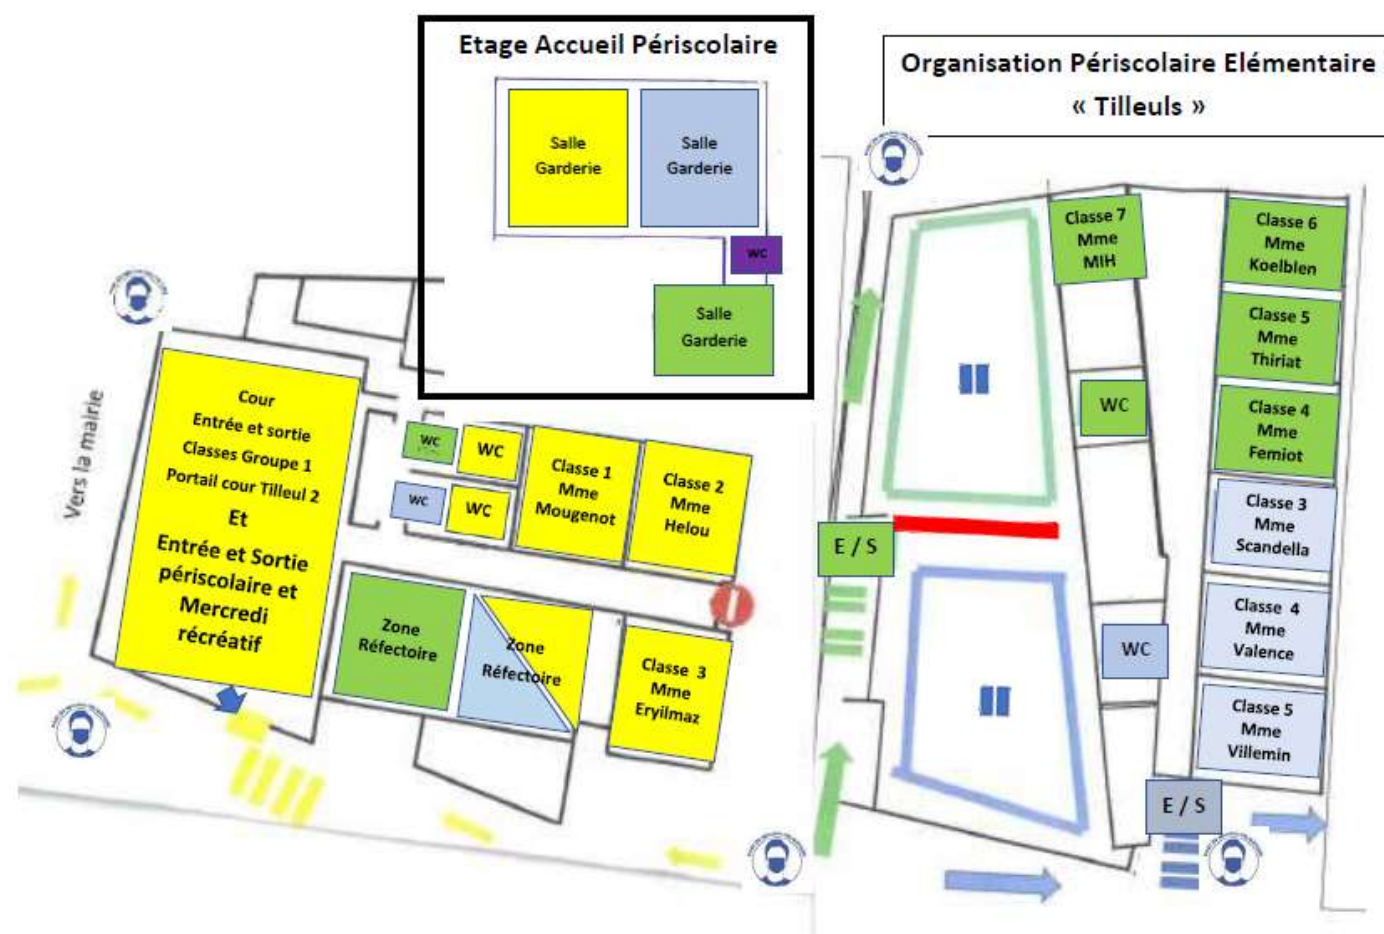 Etage Accueil Périscolaire
Salle
Garderie
Salle
Garderie
WC
Salle
Garderie
Organisation Périscolaire Elémentaire
« Tilleuls »
Vers la mairie
Cour
Entrée et sortie
Classes Groupe 1
Portail cour Tilleul 2
Et
Entrée et Sortie
périscolaire et
Mercredi
récréatif
WC
WC
WC
WC
Classe 1
Mme
Mougenot
Classe 2
Mme
Helou
Zone
Réfectoire
Zone
Réfectoire
Classe 3
Mme
Eryilmaz
Classe 7
Mme
MIH
WC
E / S
WC
E / S
Classe 6
Mme
Koelblen
Classe 5
Mme
Thiriat
Classe 4
Mme
Femiot
Classe 3
Mme
Scandella
Classe 4
Mme
Valence
Classe 5
Mme
Villemin